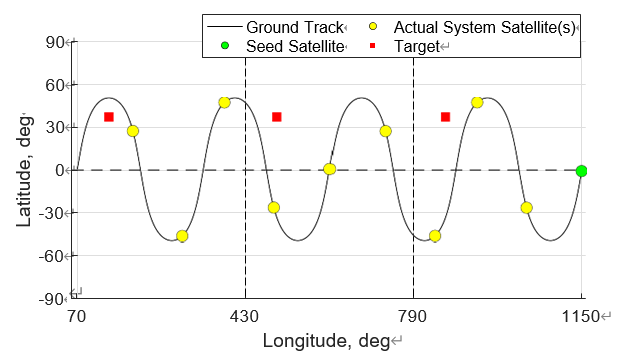 Ground Track
Actual System Satellite(s)
Seed Satellite
Target
90
60
30
0
-30
-60
-90
Latitude, deg
70
430
790
1150
Longitude, deg